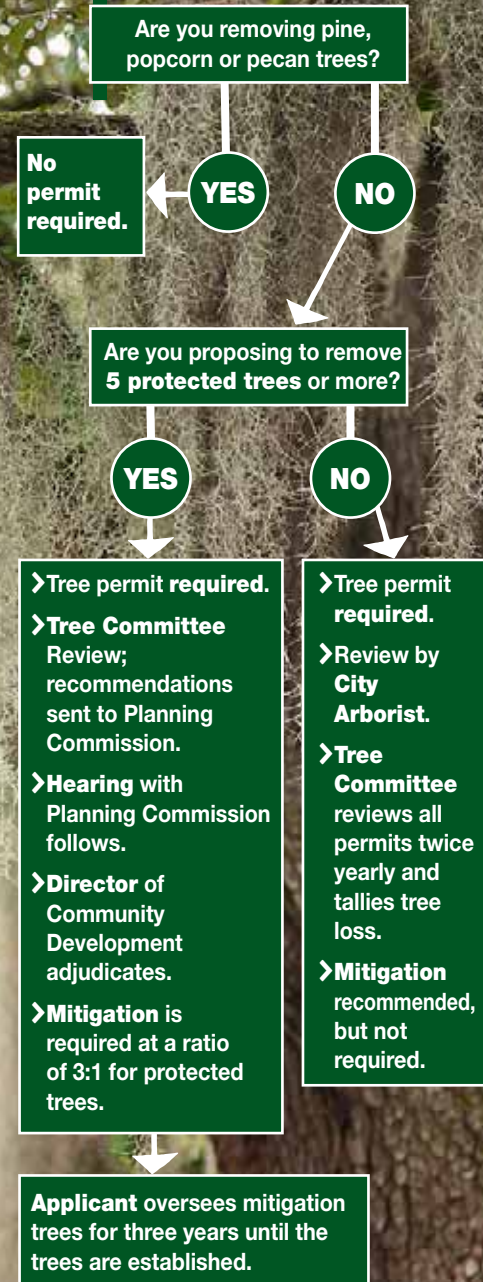 Are you removing pine,
popcorn or pecan trees?
No
permit
required.
YES
NO
Are you proposing to remove
5 protected trees or more?
YES
NO
Tree permit required.
Tree Committee
Review;
recommendations
sent to Planning
Commission.
Hearing with
Planning Commission
follows.
Director of
Community
Development
adjudicates.
Mitigation is
required at a ratio
of 3:1 for protected
trees.
Tree permit
required.
Review by
City
Arborist.
Tree
Committee
reviews all
permits twice
yearly and
tallies tree
loss.
Mitigation
recommended,
but not
required.
Applicant oversees mitigation
trees for three years until the
trees are established.